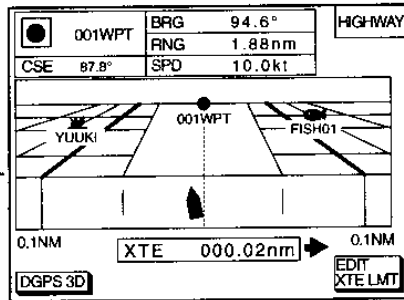 001WPT
BRG 94.6°
HIGHWAY
RNG 1.88nm
CSE 87.8°
SPD 10.0kt
001WPT
YUUKI
FISH01
0.1NM
XTE 000.02nm
0.1NM
DGPS 3D
EDIT
XTE LMT